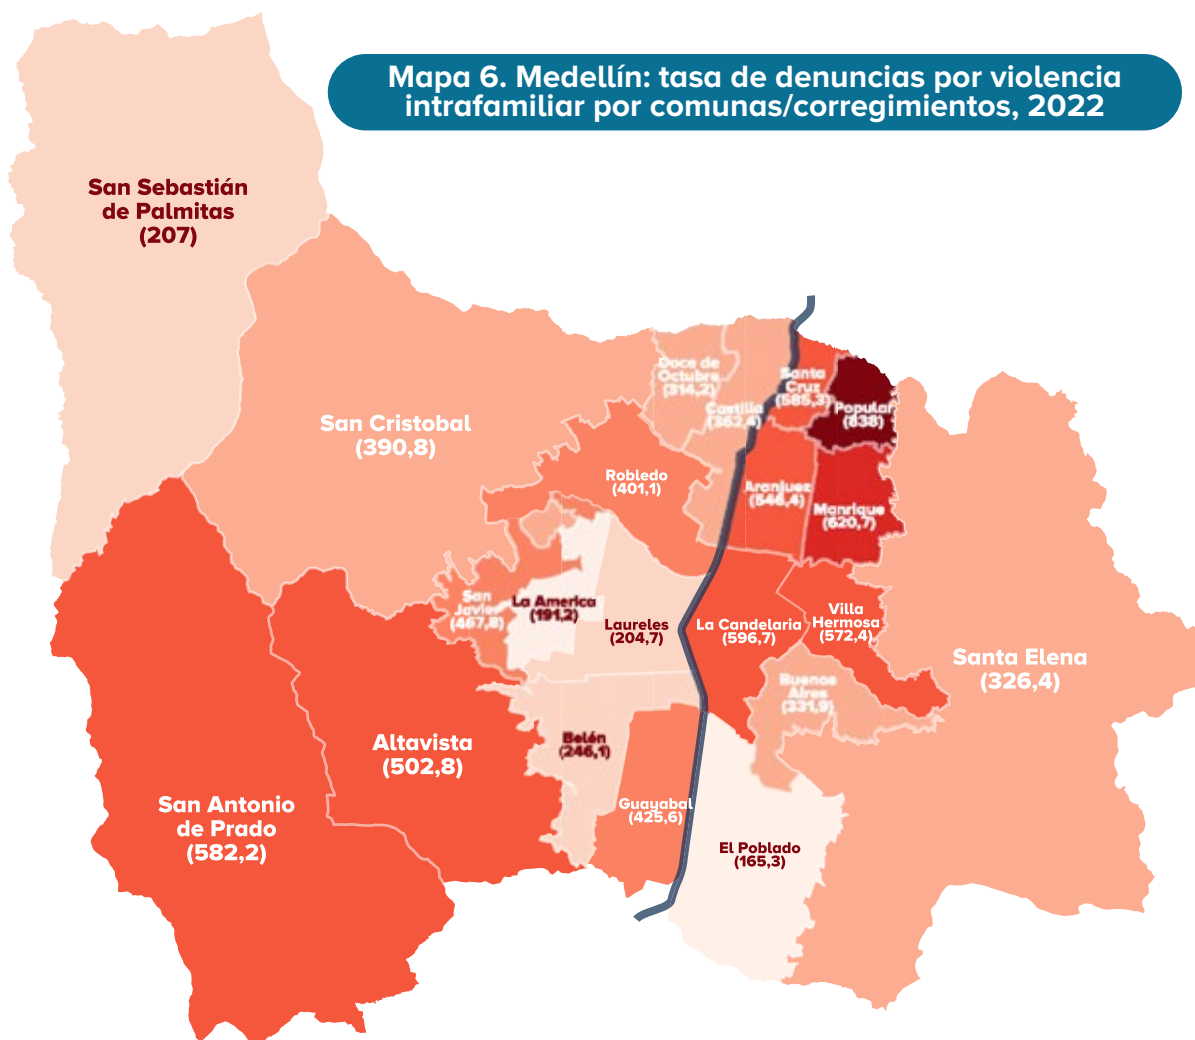 Mapa 6. Medellín: tasa de denuncias por violencia
intrafamiliar por comunas/corregimientos, 2022
San Sebastián
de Palmitas
(207)
San Cristobal
(390,8)
Doce de
Octubre
(314,2)
Castilla
(362,4)
Santa
Cruz
(585,3)
Popular
(838)
Robledo
(401,1)
Aranjuez
(546,4)
Manrique
(620,7)
San
Javier
(467,8)
La America
(191,2)
Laureles
(204,7)
La Candelaria
(596,7)
Villa
Hermosa
(572,4)
Santa Elena
(326,4)
Buenos
Aires
(331,9)
Altavista
(502,8)
Belén
(246,1)
San Antonio
de Prado
(582,2)
Guayabal
(425,6)
El Poblado
(165,3)